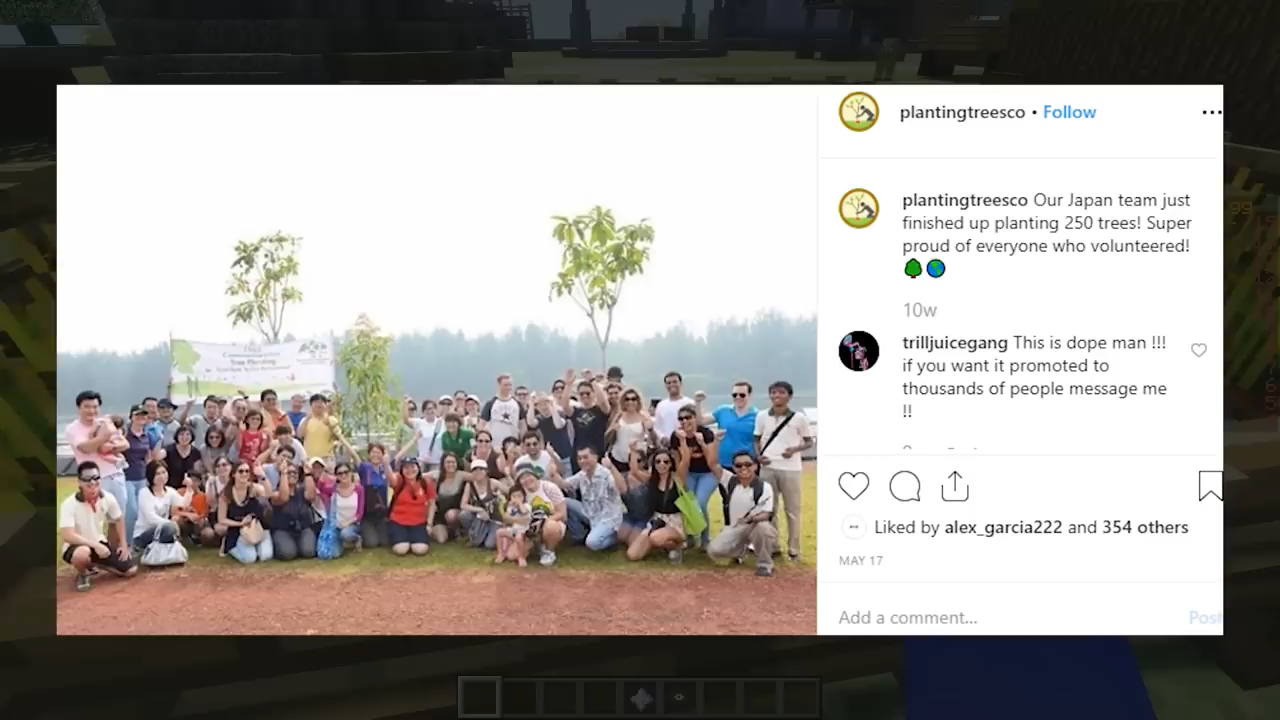 plantingtreesco • Follow
plantingtreesco Our Japan team just
finished up planting 250 trees! Super
proud of everyone who volunteered!
10w
trilljuicegang This is dope man !!!
if you want it promoted to
thousands of people message me
!!
Tree Planting
Liked by alex_garcia222 and 354 others
MAY 17
Add a comment...
Post